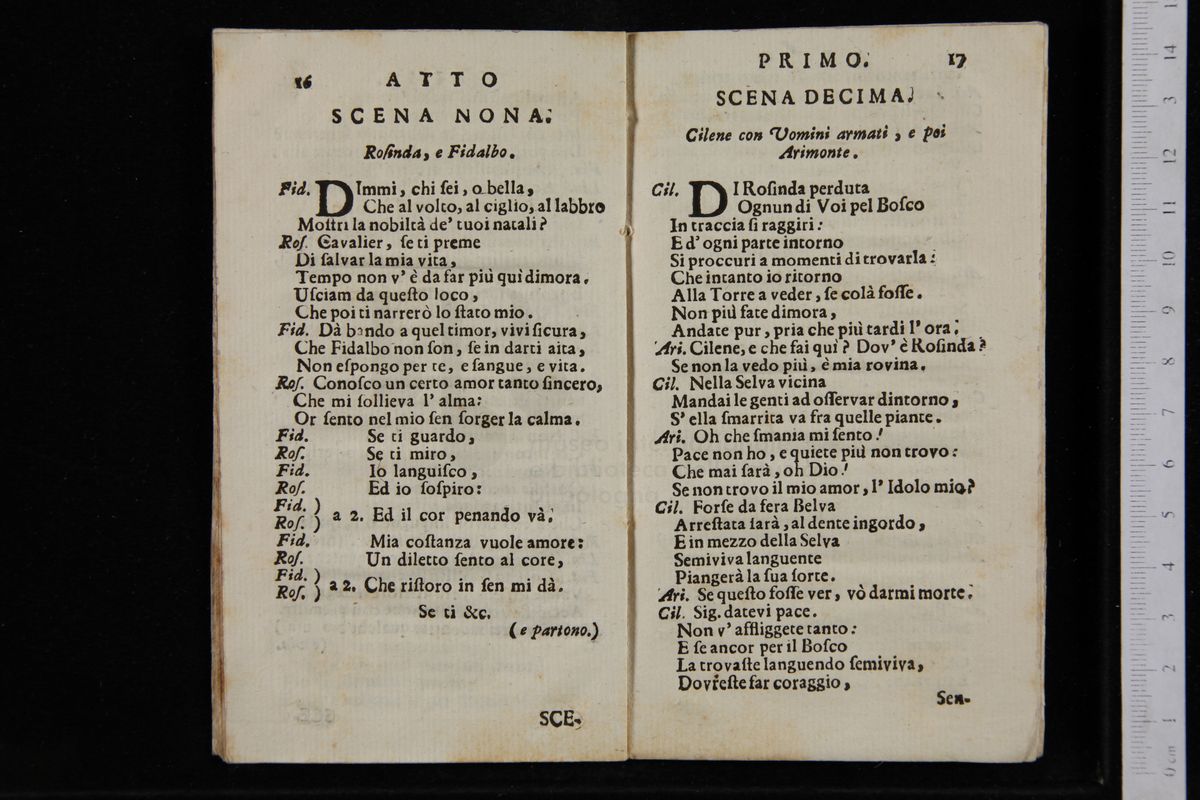 16 ATTO
SCENA NONA.
Roſinda, e Fidalbo.
Fid. DImmi, chi ſei, o bella,
Che al volto, al ciglio, al labbro
Moſtri la nobiltà de' tuoi natali?
Roſ. Cavalier, ſe ti preme
Di ſalvar la mia vita,
Tempo non v' è da far più quì dimora.
Uſciam da queſto loco,
Che poi ti narrerò lo ſtato mio.
Fid. Dà bando a quel timor, vivi ſicura,
Che Fidalbo non ſon, ſe in darti aita,
Non eſpongo per te, e ſangue, e vita.
Roſ. Conoſco un certo amor tanto ſincero,
Che mi ſollieva l' alma:
Or ſento nel mio ſen ſorger la calma.
Fid. Se ti guardo,
Roſ. Se ti miro,
Fid. Io languiſco,
Roſ. Ed io ſoſpiro:
Fid. )
Roſ. ) a 2. Ed il cor penando và.
Fid. Mia coſtanza vuole amore:
Roſ. Un diletto ſento al core,
Fid. )
Roſ. ) a 2. Che riſtoro in ſen mi dà.
Se ti &c.
(e partono.)
SCE-
PRIMO. 17
SCENA DECIMA.
Cilene con Uomini armati, e poi
Arimonte.
Cil. DI Roſinda perduta
Ognun di Voi pel Boſco
In traccia ſi raggiri:
E d' ogni parte intorno
Si proccuri a momenti di trovarla:
Che intanto io ritorno
Alla Torre a veder, ſe colà foſſe.
Non più fate dimora,
Andate pur, pria che più tardi l' ora.
Ari. Cilene, e che fai quì? Dov' è Roſinda?
Se non la vedo più, è mia rovina.
Cil. Nella Selva vicina
Mandai le genti ad oſſervar dintorno,
S' ella ſmarrita va fra quelle piante.
Ari. Oh che ſmania mi ſento!
Pace non ho, e quiete più non trovo:
Che mai ſarà, oh Dio!
Se non trovo il mio amor, l' Idolo mio?
Cil. Forſe da fera Belva
Arreſtata ſarà, al dente ingordo,
E in mezzo della Selva
Semiviva languente
Piangerà la ſua ſorte.
Ari. Se queſto foſſe ver, vò darmi morte.
Cil. Sig. datevi pace.
Non v' affliggete tanto:
E ſe ancor per il Boſco
La trovaſte languendo ſemiviva,
Dovreſte far coraggio,
Sen-